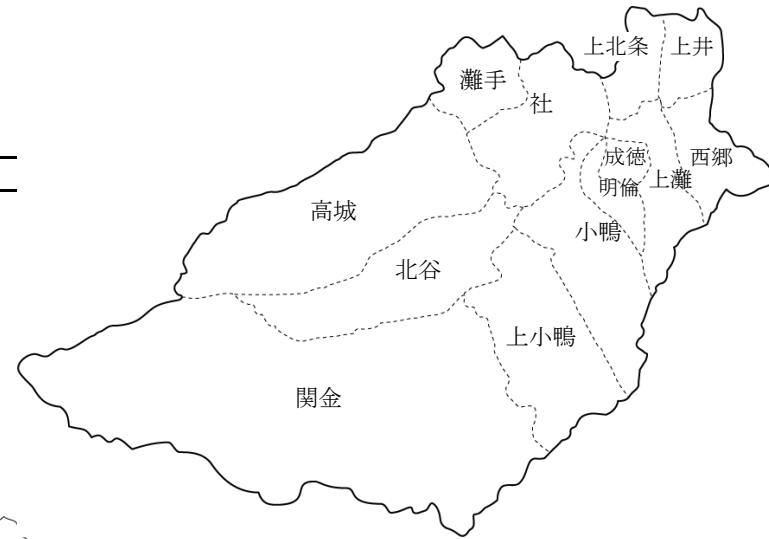 上北条
上井
灘手
社
成徳
西郷
明倫
上灘
高城
小鴨
北谷
上小鴨
関金